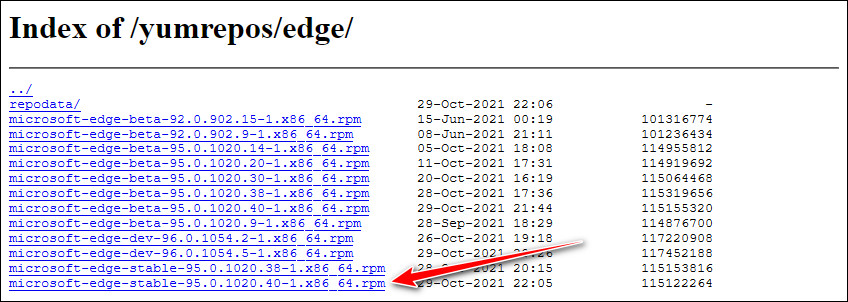 Index of /yumrepos/edge/
../
repodata/ 29-Oct-2021 22:06 -
microsoft-edge-beta-92.0.902.15-1.x86_64.rpm 15-Jun-2021 00:19 101316774
microsoft-edge-beta-92.0.902.9-1.x86_64.rpm 08-Jun-2021 21:11 101236434
microsoft-edge-beta-95.0.1020.14-1.x86_64.rpm 05-Oct-2021 18:08 114955812
microsoft-edge-beta-95.0.1020.20-1.x86_64.rpm 11-Oct-2021 17:31 114919692
microsoft-edge-beta-95.0.1020.30-1.x86_64.rpm 20-Oct-2021 16:19 115064468
microsoft-edge-beta-95.0.1020.38-1.x86_64.rpm 28-Oct-2021 17:36 115319656
microsoft-edge-beta-95.0.1020.40-1.x86_64.rpm 29-Oct-2021 21:44 115155320
microsoft-edge-beta-95.0.1020.9-1.x86_64.rpm 28-Sep-2021 18:29 114876700
microsoft-edge-dev-96.0.1054.2-1.x86_64.rpm 26-Oct-2021 19:18 117220908
microsoft-edge-dev-96.0.1054.5-1.x86_64.rpm 29-Oct-2021 117452188
microsoft-edge-stable-95.0.1020.38-1.x86_64.rpm 20:15 115153816
microsoft-edge-stable-95.0.1020.40-1.x86_64.rpm 29-Oct-2021 22:05 115122264